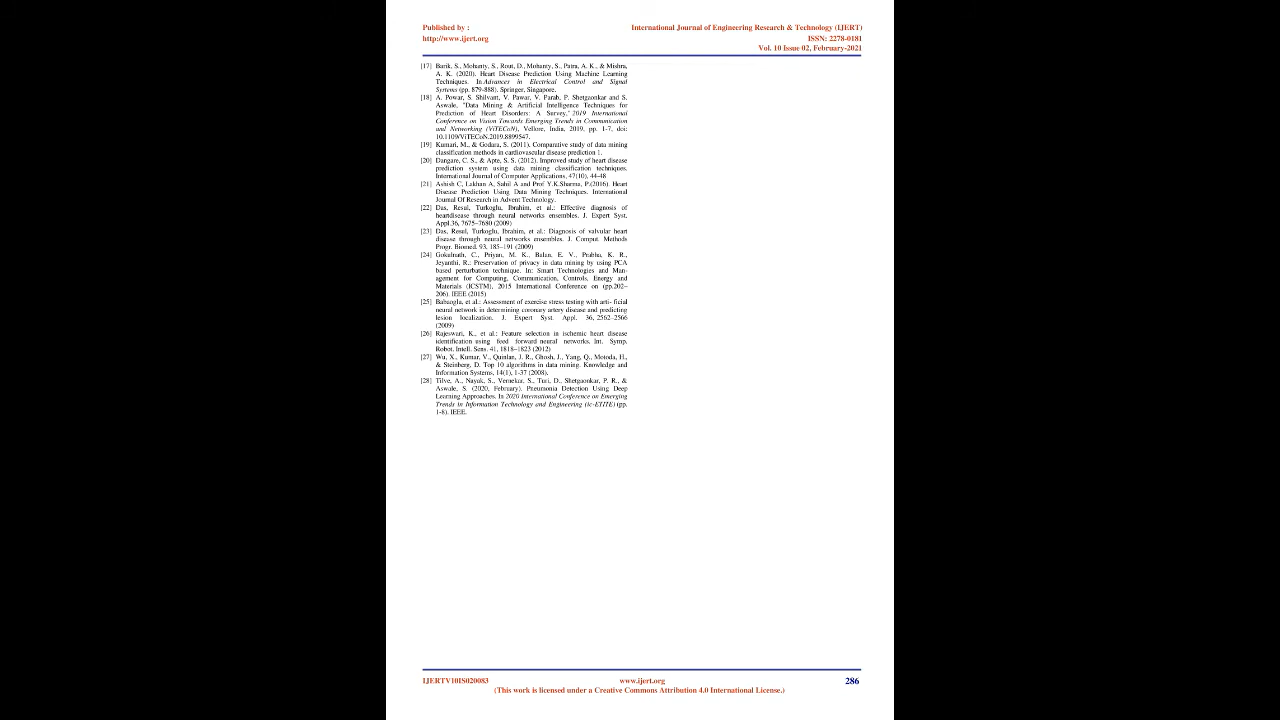 Published by :
International Journal of Engineering Research & Technology (IJERT)
http://www.ijert.org
ISSN: 2278-0181
Vol. 10 Issue 02, February-2021
[17] Barik, S., Mohanty, S., Rout, D., Mohanty, S., Patra, A. K., & Mishra,
A. K. (2020). Heart Disease Prediction Using Machine Learning
Techniques. In Advances in Electrical Control and Signal
Systems (pp. 879-888). Springer, Singapore.
[18] A. Powar, S. Shilvant, V. Pawar, V. Parab, P. Shetgaonkar and S.
Aswale, "Data Mining & Artificial Intelligence Techniques for
Prediction of Heart Disorders: A Survey," 2019 International
Conference on Vision Towards Emerging Trends in Communication
and Networking (ViTECoN), Vellore, India, 2019, pp. 1-7, doi:
10.1109/ViTECoN.2019.8899547.
[19] Kumari, M., & Godara, S. (2011). Comparative study of data mining
classification methods in cardiovascular disease prediction 1.
[20] Dangare, C. S., & Apte, S. S. (2012). Improved study of heart disease
prediction system using data mining classification techniques.
International Journal of Computer Applications, 47(10), 44-48
[21] Ashish C, Lakhan A, Sahil A and Prof Y.K.Sharma, P.(2016). Heart
Disease Prediction Using Data Mining Techniques. International
Journal Of Research in Advent Technology.
[22] Das, Resul, Turkoglu, Ibrahim, et al.: Effective diagnosis of
heartdisease through neural networks ensembles. J. Expert Syst.
Appl.36, 7675–7680 (2009)
[23] Das, Resul, Turkoglu, Ibrahim, et al.: Diagnosis of valvular heart
disease through neural networks ensembles. J. Comput. Methods
Progr. Biomed. 93, 185–191 (2009)
[24] Gokulnath, C., Priyan, M. K., Balan, E. V., Prabha, K. R.,
Jeyanthi, R.: Preservation of privacy in data mining by using PCA
based perturbation technique. In: Smart Technologies and Man-
agement for Computing, Communication, Controls, Energy and
Materials (ICSTM), 2015 International Conference on (pp.202–
206). IEEE (2015)
[25] Babaoglu, et al.: Assessment of exercise stress testing with arti- ficial
neural network in determining coronary artery disease and predicting
lesion localization. J. Expert Syst. Appl. 36, 2562–2566
(2009)
[26] Rajeswari, K., et al.: Feature selection in ischemic heart disease
identification using feed forward neural networks. Int. Symp.
Robot. Intell. Sens. 41, 1818–1823 (2012)
[27] Wu, X., Kumar, V., Quinlan, J. R., Ghosh, J., Yang, Q., Motoda, H.,
& Steinberg, D. Top 10 algorithms in data mining. Knowledge and
Information Systems, 14(1), 1-37 (2008).
[28] Tilve, A., Nayak, S., Vernekar, S., Turi, D., Shetgaonkar, P. R., &
Aswale, S. (2020, February). Pneumonia Detection Using Deep
Learning Approaches. In 2020 International Conference on Emerging
Trends in Information Technology and Engineering (ic-ETITE) (pp.
1-8). IEEE.
IJERTV10IS020083
www.ijert.org
286
(This work is licensed under a Creative Commons Attribution 4.0 International License.)